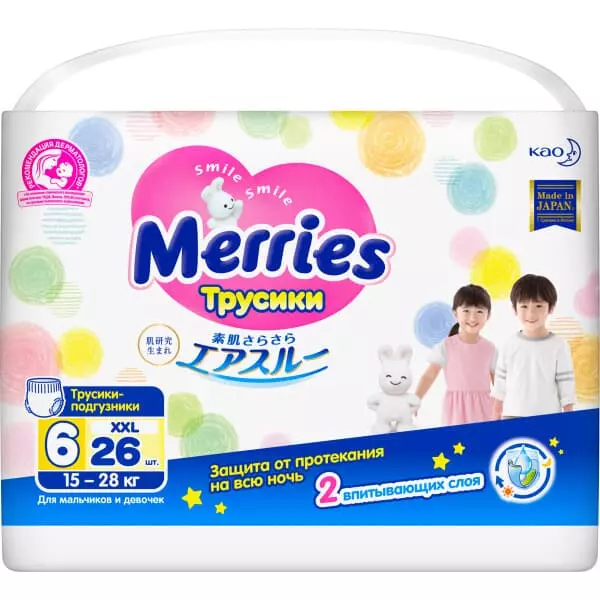 РЕКОМЕНДАЦИЯ ДЕРМАТОЛОГОВ*
Kao
Made in
JAPAN
Smile Smile
Merries
Трусики
肌研究
生まれ
素肌さらさら
エアスルー
Трусики-
подгузники
6
XXL
26 шт.
15 – 28 кг
Для мальчиков и девочек
Защита от протекания
на всю ночь
2 впитывающих слоя